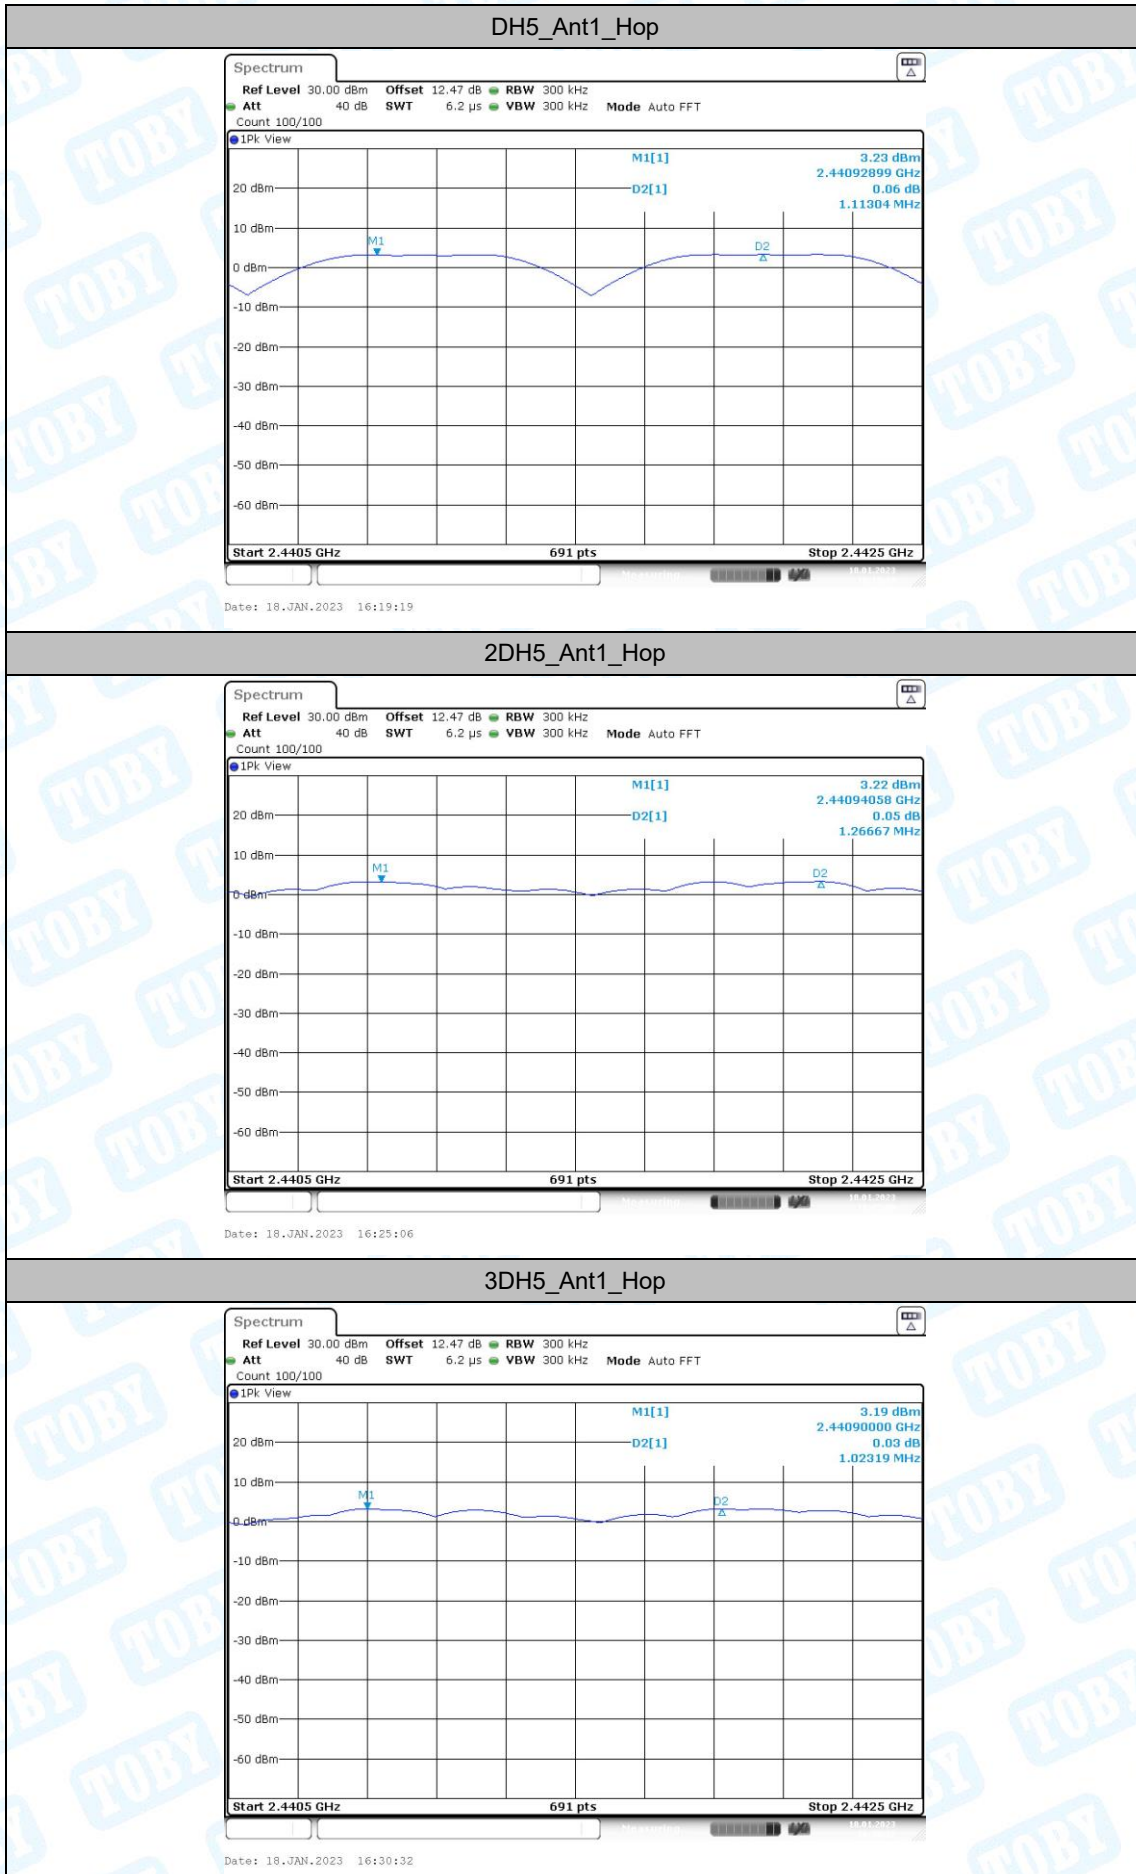 DH5_Ant1_Hop
Spectrum
Ref Level 30.00 dBm Offset 12.47 dB RBW 300 kHz
Att 40 dB SWT 6.2 µs VBW 300 kHz Mode Auto FFT
Count 100/100
1Pk View
M1[1] 3.23 dBm
2.44092899 GHz
20 dBm
D2[1] 0.06 dB
1.11304 MHz
10 dBm
M1
D2
0 dBm
-10 dBm
-20 dBm
-30 dBm
-40 dBm
-50 dBm
-60 dBm
Start 2.4405 GHz 691 pts Stop 2.4425 GHz
Measuring 18.01.2023
Date: 18.JAN.2023 16:19:19
2DH5_Ant1_Hop
Spectrum
Ref Level 30.00 dBm Offset 12.47 dB RBW 300 kHz
Att 40 dB SWT 6.2 µs VBW 300 kHz Mode Auto FFT
Count 100/100
1Pk View
M1[1] 3.22 dBm
2.44094058 GHz
20 dBm
D2[1] 0.05 dB
1.26667 MHz
10 dBm
M1
D2
0 dBm
-10 dBm
-20 dBm
-30 dBm
-40 dBm
-50 dBm
-60 dBm
Start 2.4405 GHz 691 pts Stop 2.4425 GHz
Measuring 18.01.2023
Date: 18.JAN.2023 16:25:06
3DH5_Ant1_Hop
Spectrum
Ref Level 30.00 dBm Offset 12.47 dB RBW 300 kHz
Att 40 dB SWT 6.2 µs VBW 300 kHz Mode Auto FFT
Count 100/100
1Pk View
M1[1] 3.19 dBm
2.44090000 GHz
20 dBm
D2[1] 0.03 dB
1.02319 MHz
10 dBm
M1
D2
0 dBm
-10 dBm
-20 dBm
-30 dBm
-40 dBm
-50 dBm
-60 dBm
Start 2.4405 GHz 691 pts Stop 2.4425 GHz
Measuring 18.01.2023
Date: 18.JAN.2023 16:30:32
TOBY